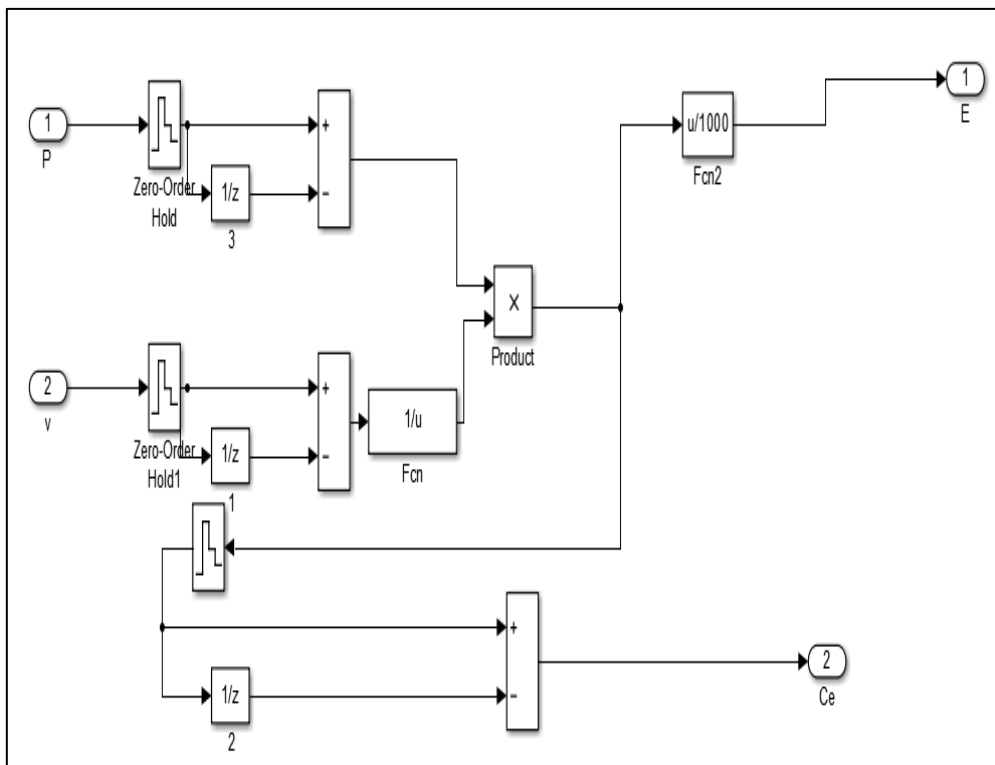 1
P
Zero-Order
Hold
1/z
3
+
−
u/1000
Fcn2
1
E
×
Product
2
v
Zero-Order
Hold1
1/z
1
+
−
1/u
Fcn
1/z
2
+
−
2
Ce